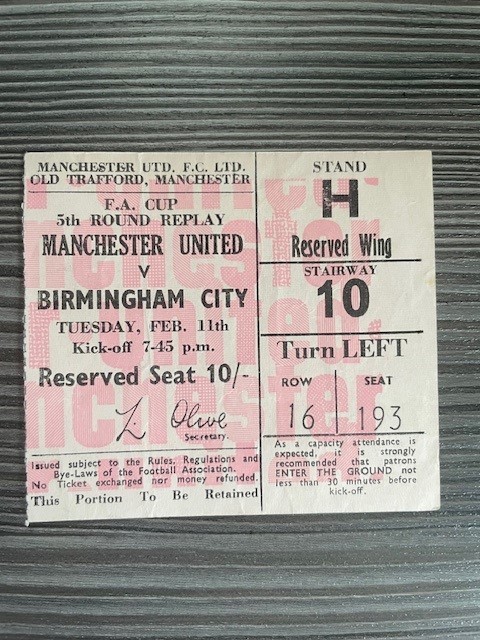 MANCHESTER UTD. F.C. LTD.
OLD TRAFFORD, MANCHESTER
F.A. CUP
5th ROUND REPLAY
MANCHESTER UNITED
V
BIRMINGHAM CITY
TUESDAY, FEB. 11th
Kick-off 7-45 p.m.
Reserved Seat 10/-
L. Olive
Secretary.
Issued subject to the Rules, Regulations and
Bye-Laws of the Football Association.
No Ticket exchanged nor money refunded.
This Portion To Be Retained
STAND
H
Reserved Wing
STAIRWAY
10
Turn LEFT
ROW SEAT
16 193
As a capacity attendance is
expected, it is strongly
recommended that patrons
ENTER THE GROUND not
less than 30 minutes before
kick-off.